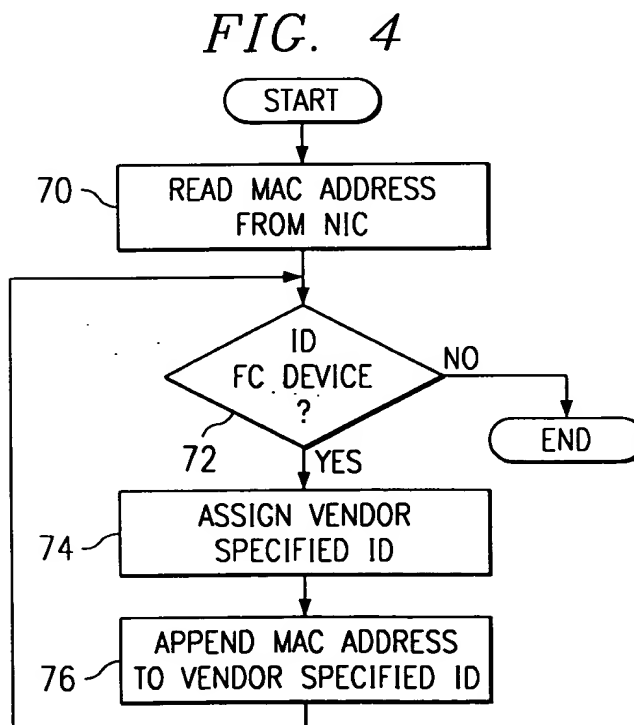 FIG. 4
START
70
READ MAC ADDRESS
FROM NIC
ID
FC DEVICE
?
NO
72
YES
END
74
ASSIGN VENDOR
SPECIFIED ID
76
APPEND MAC ADDRESS
TO VENDOR SPECIFIED ID